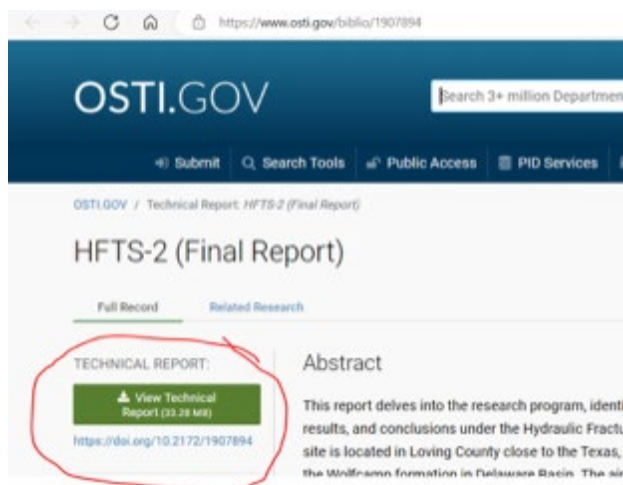 https://www.osti.gov/biblio/1907894
OSTI.GOV
Search 3+ million Departmen
Submit Search Tools Public Access PID Services
OSTI.GOV / Technical Report: HFTS-2 (Final Report)
HFTS-2 (Final Report)
Full Record Related Research
TECHNICAL REPORT:
View Technical
Report (33.28 MB)
https://doi.org/10.2172/1907894
Abstract
This report delves into the research program, identi
results, and conclusions under the Hydraulic Fractu
site is located in Loving County close to the Texas,
the Wolfcamp formation in Delaware Basin. The ai